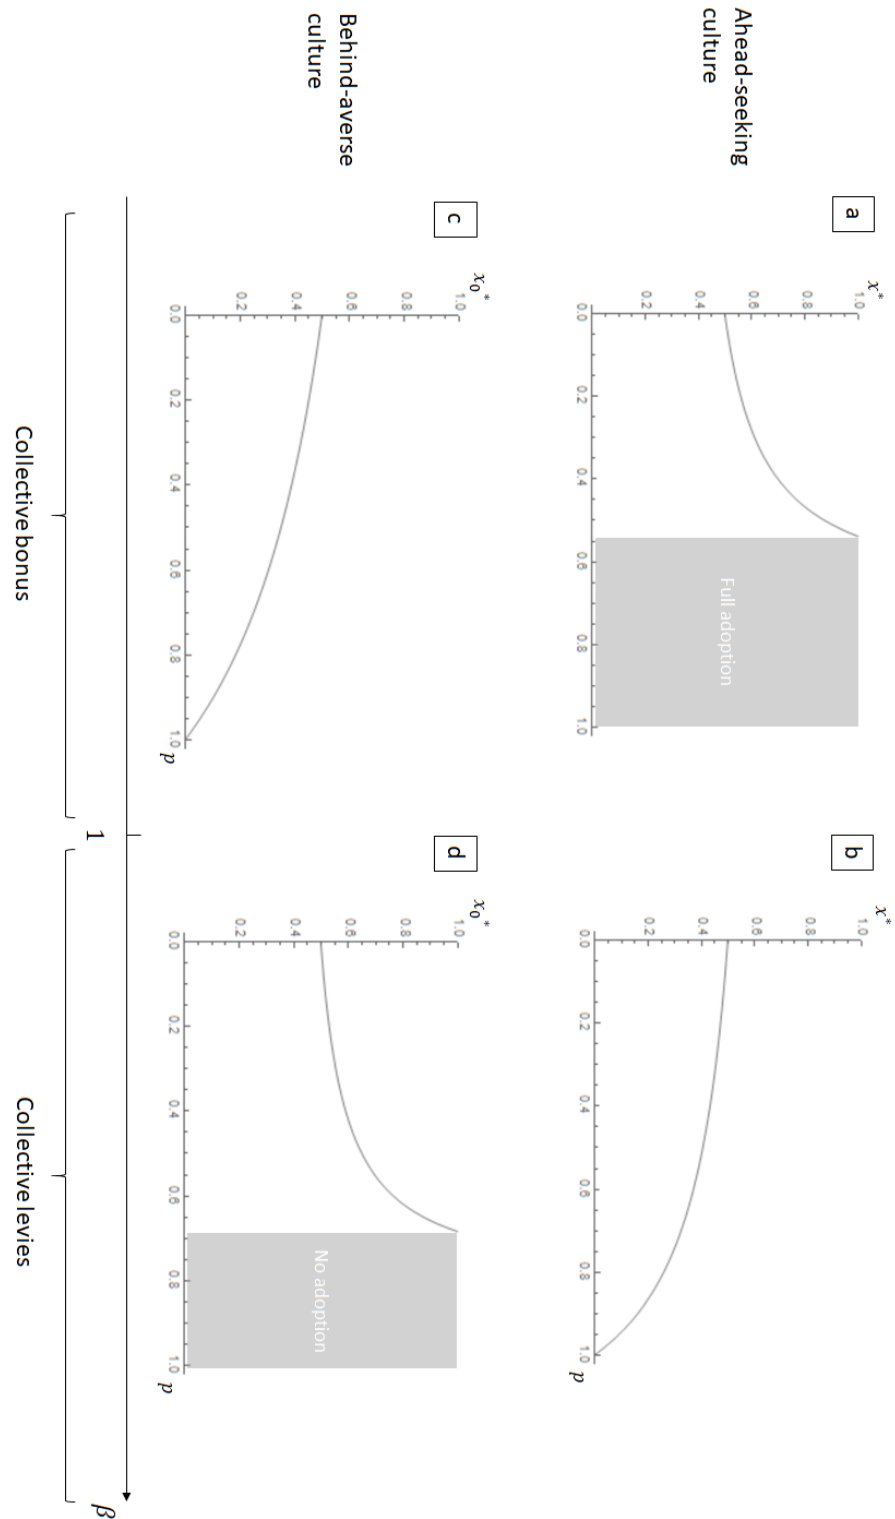 Ahead-seeking
culture
a
x*
1.0
0.8
0.6
0.4
0.2
0.0 0.2 0.4 0.6 0.8 1.0
Full adoption
b
x*
1.0
0.8
0.6
0.4
0.2
0.0 0.2 0.4 0.6 0.8 1.0
p
Behind-averse
culture
c
x₀*
1.0
0.8
0.6
0.4
0.2
0.0 0.2 0.4 0.6 0.8 1.0
p
d
x₀*
1.0
0.8
0.6
0.4
0.2
0.0 0.2 0.4 0.6 0.8 1.0
p
No adoption
1
β
Collective bonus
Collective levies